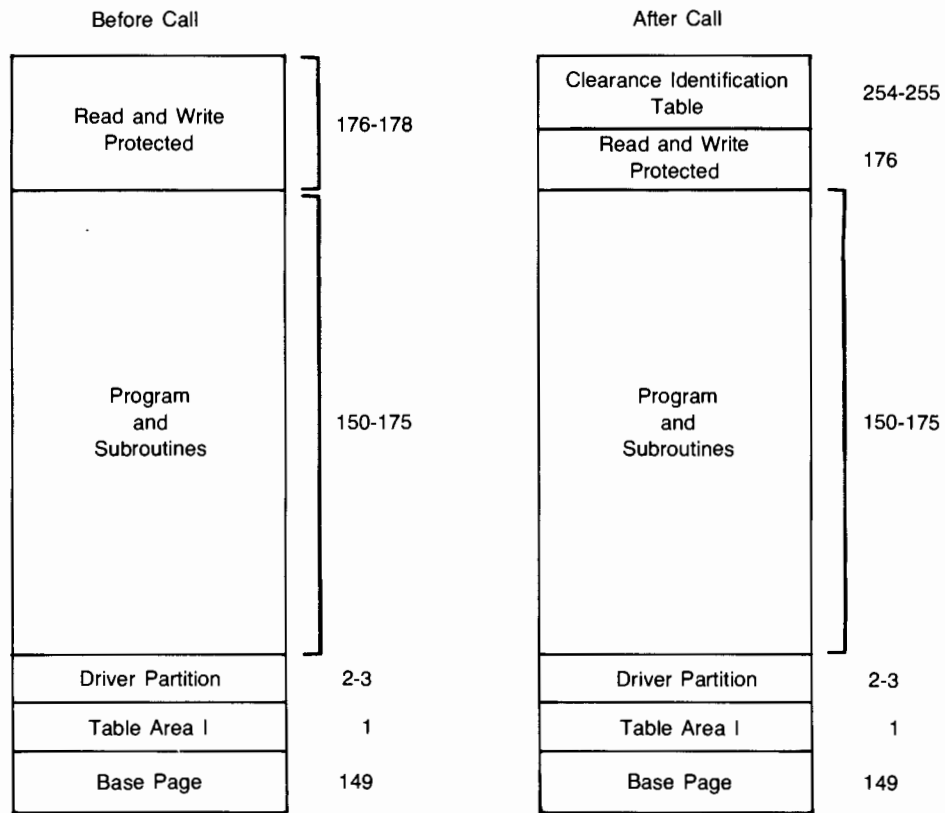 Before Call
Read and Write
Protected
176-178
Program
and
Subroutines
150-175
Driver Partition
2-3
Table Area I
1
Base Page
149
After Call
Clearance Identification
Table
254-255
Read and Write
Protected
176
Program
and
Subroutines
150-175
Driver Partition
2-3
Table Area I
1
Base Page
149